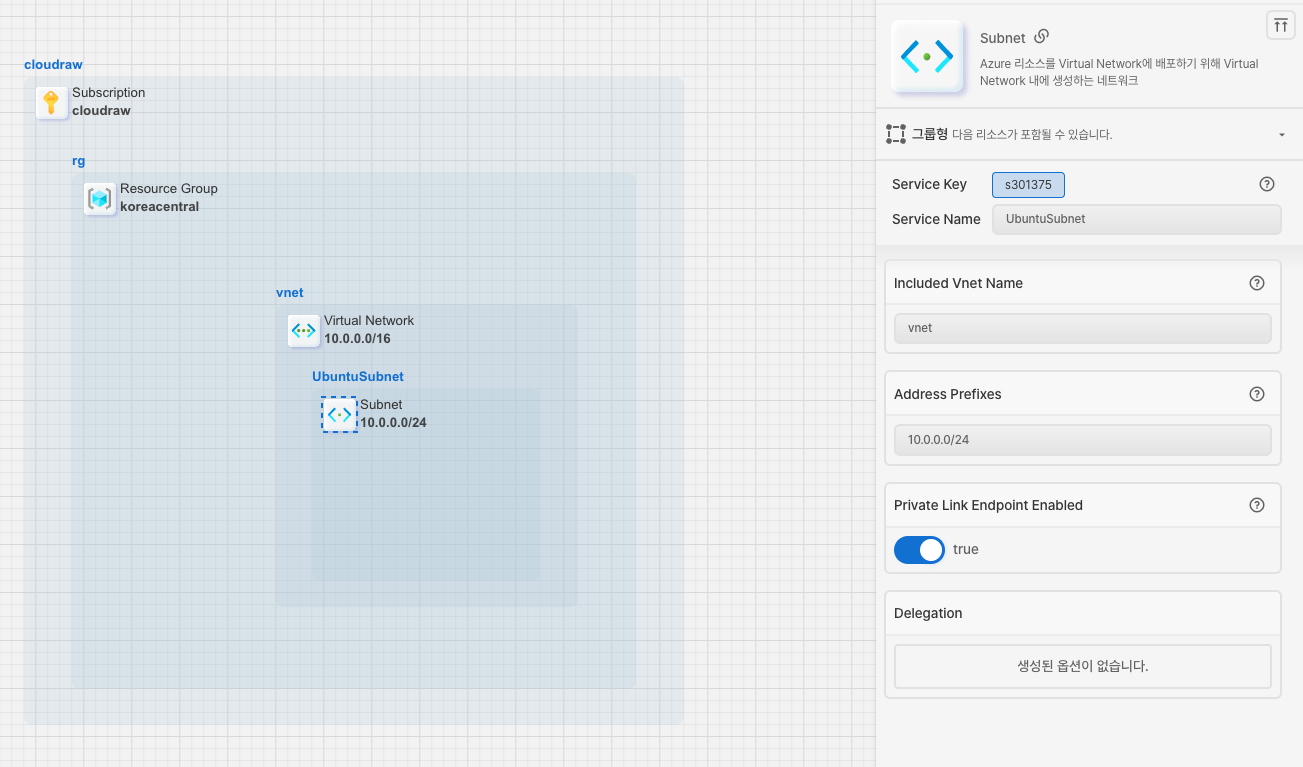 cloudraw
Subscription
cloudraw
rg
Resource Group
koreacentral
vnet
Virtual Network
10.0.0.0/16
UbuntuSubnet
Subnet
10.0.0.0/24
Subnet
Azure 리소스를 Virtual Network에 배포하기 위해 Virtual
Network 내에 생성하는 네트워크
그룹형 다음 리소스가 포함될 수 있습니다.
Service Key s301375
Service Name UbuntuSubnet
Included Vnet Name
vnet
Address Prefixes
10.0.0.0/24
Private Link Endpoint Enabled
true
Delegation
생성된 옵션이 없습니다.